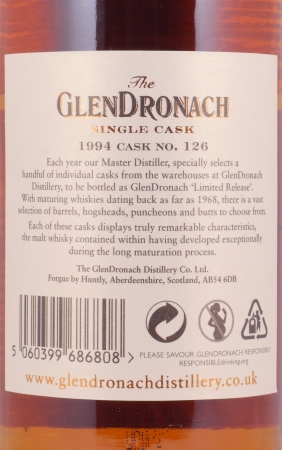 The
GLENDRONACH
SINGLE CASK
1994 CASK NO. 126
Each year our Master Distiller, specially selects a
handful of individual casks from the warehouses at GlenDronach
Distillery, to be bottled as GlenDronach ‘Limited Release’.
With maturing whiskies dating back as far as 1968, there is a vast
selection of barrels, hogsheads, puncheons and butts to choose from.
Each of these casks displays truly remarkable characteristics,
the malt whisky contained within having developed exceptionally
during the long maturation process.
The GlenDronach Distillery Co. Ltd.
Forgue by Huntly, Aberdeenshire, Scotland, AB54 6DB
5 060399 686808
PLEASE SAVOUR GLENDRONACH RESPONSIBLY
RESPONSIBLEdrinking.org
www.glendronachdistillery.co.uk